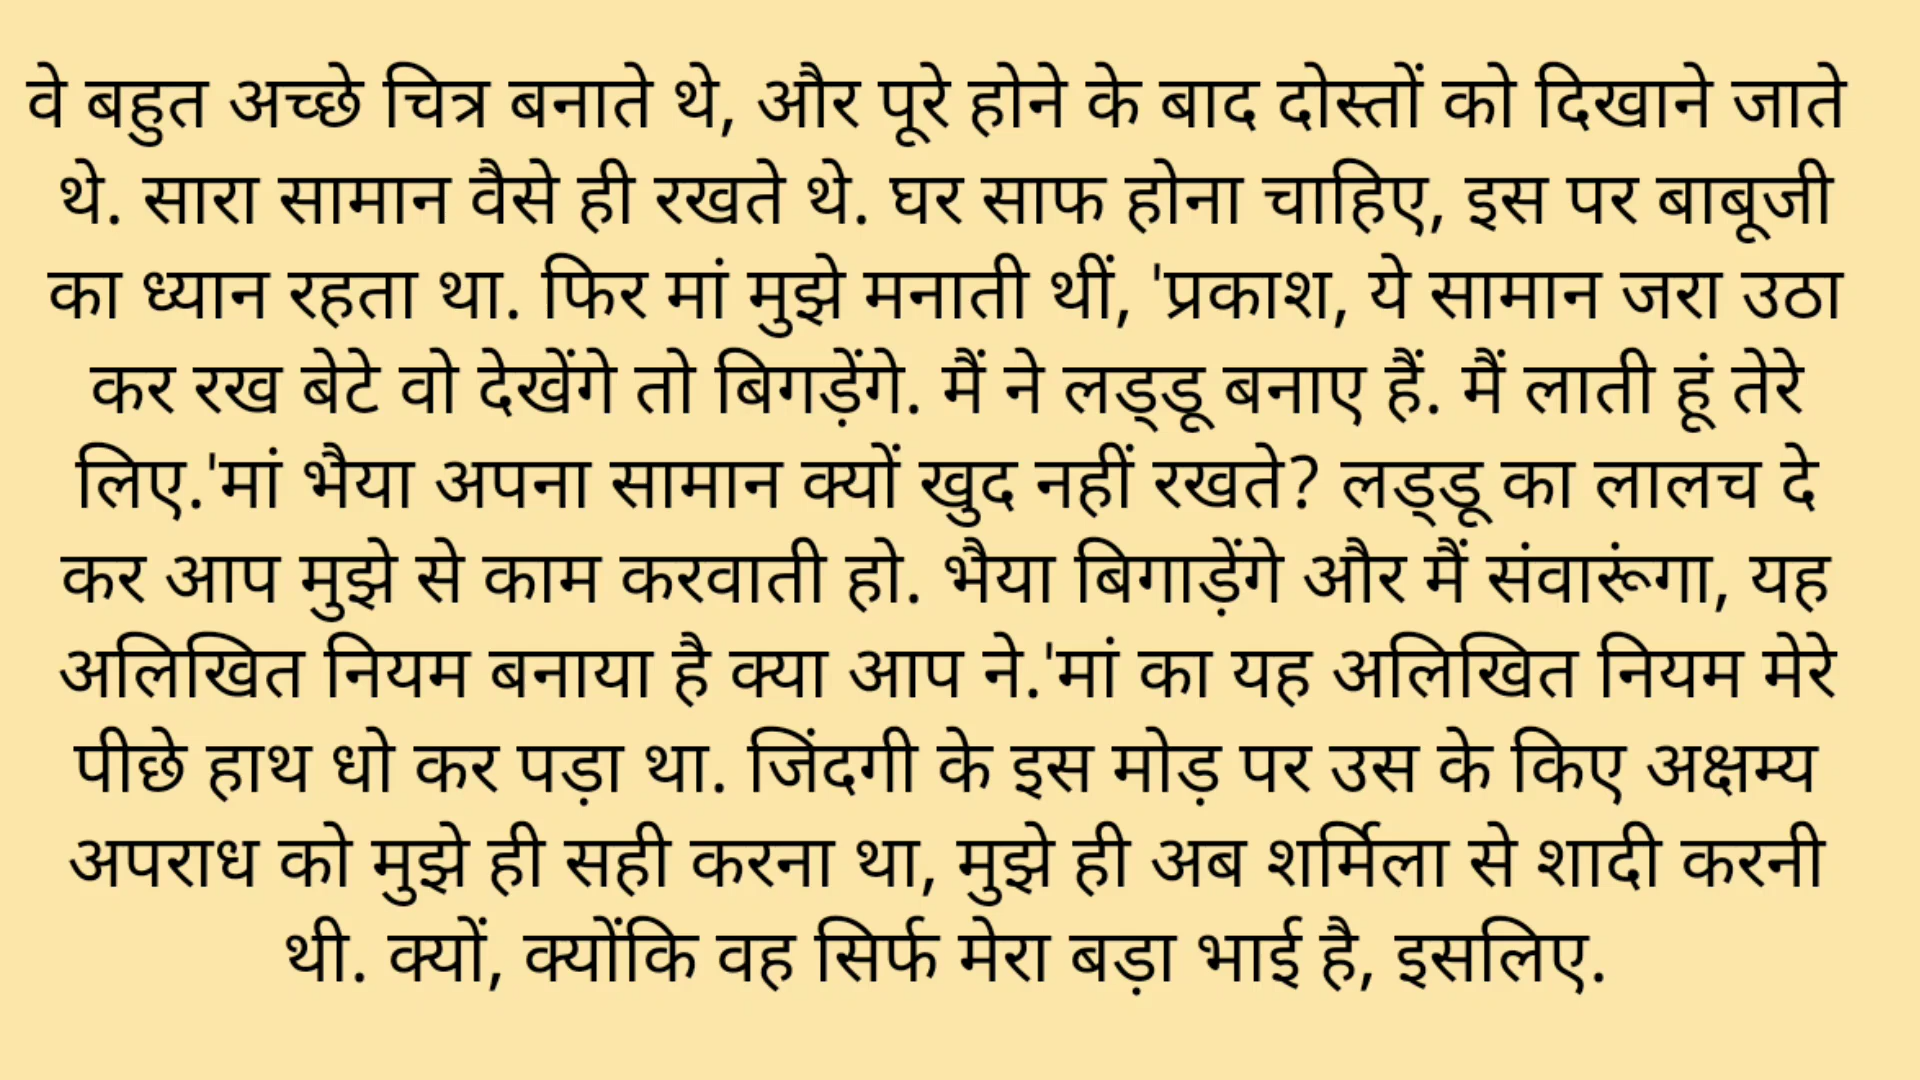 वे बहुत अच्छे चित्र बनाते थे, और पूरे होने के बाद दोस्तों को दिखाने जाते
थे. सारा सामान वैसे ही रखते थे. घर साफ होना चाहिए, इस पर बाबूजी
का ध्यान रहता था. फिर मां मुझे मनाती थीं, 'प्रकाश, ये सामान जरा उठा
कर रख बेटे वो देखेंगे तो बिगड़ेंगे. मैं ने लड्डू बनाए हैं. मैं लाती हूं तेरे
लिए.'मां भैया अपना सामान क्यों खुद नहीं रखते? लड्डू का लालच दे
कर आप मुझे से काम करवाती हो. भैया बिगाड़ेंगे और मैं संवारूंगा, यह
अलिखित नियम बनाया है क्या आप ने.'मां का यह अलिखित नियम मेरे
पीछे हाथ धो कर पड़ा था. जिंदगी के इस मोड़ पर उस के किए अक्षम्य
अपराध को मुझे ही सही करना था, मुझे ही अब शर्मिला से शादी करनी
थी. क्यों, क्योंकि वह सिर्फ मेरा बड़ा भाई है, इसलिए.